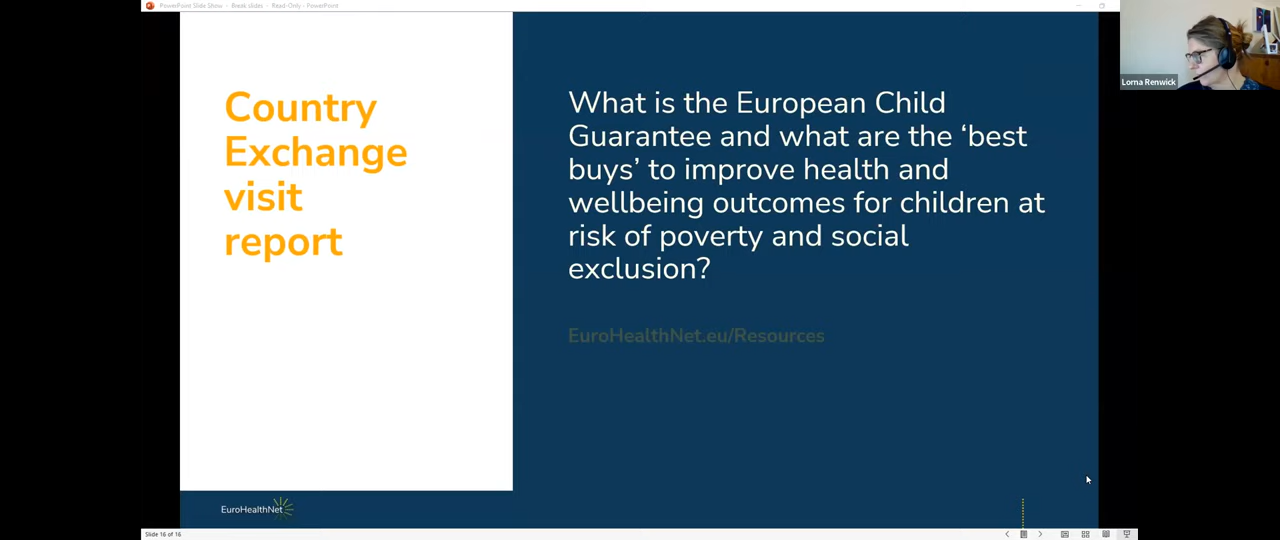 PowerPoint Slide Show - Break slides - Read-Only - PowerPoint
Lorna Renwick
Country
Exchange
visit
report
What is the European Child
Guarantee and what are the ‘best
buys’ to improve health and
wellbeing outcomes for children at
risk of poverty and social
exclusion?
EuroHealthNet.eu/Resources
EuroHealthNet
Slide 16 of 16